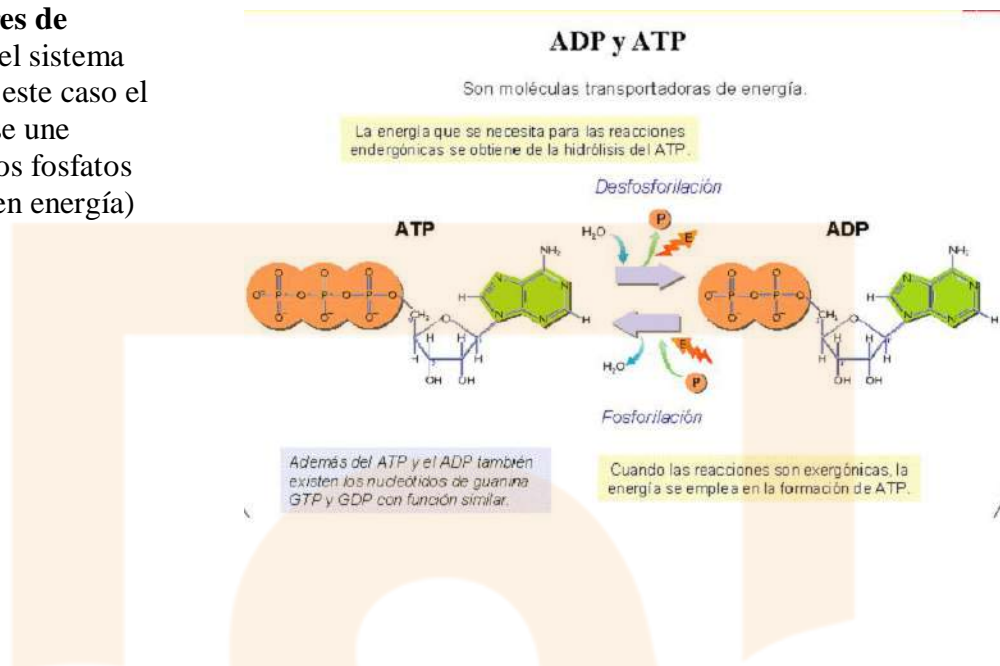 es de
el sistema
este caso el
se une
os fosfatos
en energía)
ADP y ATP
Son moléculas transportadoras de energía.
La energía que se necesita para las reacciones
endergónicas se obtiene de la hidrólisis del ATP.
Desfosforilación
ATP
H₂O
P
E
ADP
NH₂
N
N
N
N
H
H
O⁻
O
P
O
O⁻
O
P
O
O⁻
O
P
O
O⁻
CH₂
O
H
H
H
H
OH
OH
NH₂
N
N
N
N
H
H
O⁻
O
P
O
O⁻
O
P
O
O⁻
CH₂
O
H
H
H
H
OH
OH
H₂O
E
P
Fosforilación
Además del ATP y el ADP también
existen los nucleótidos de guanina
GTP y GDP con función similar.
Cuando las reacciones son exergónicas, la
energía se emplea en la formación de ATP.